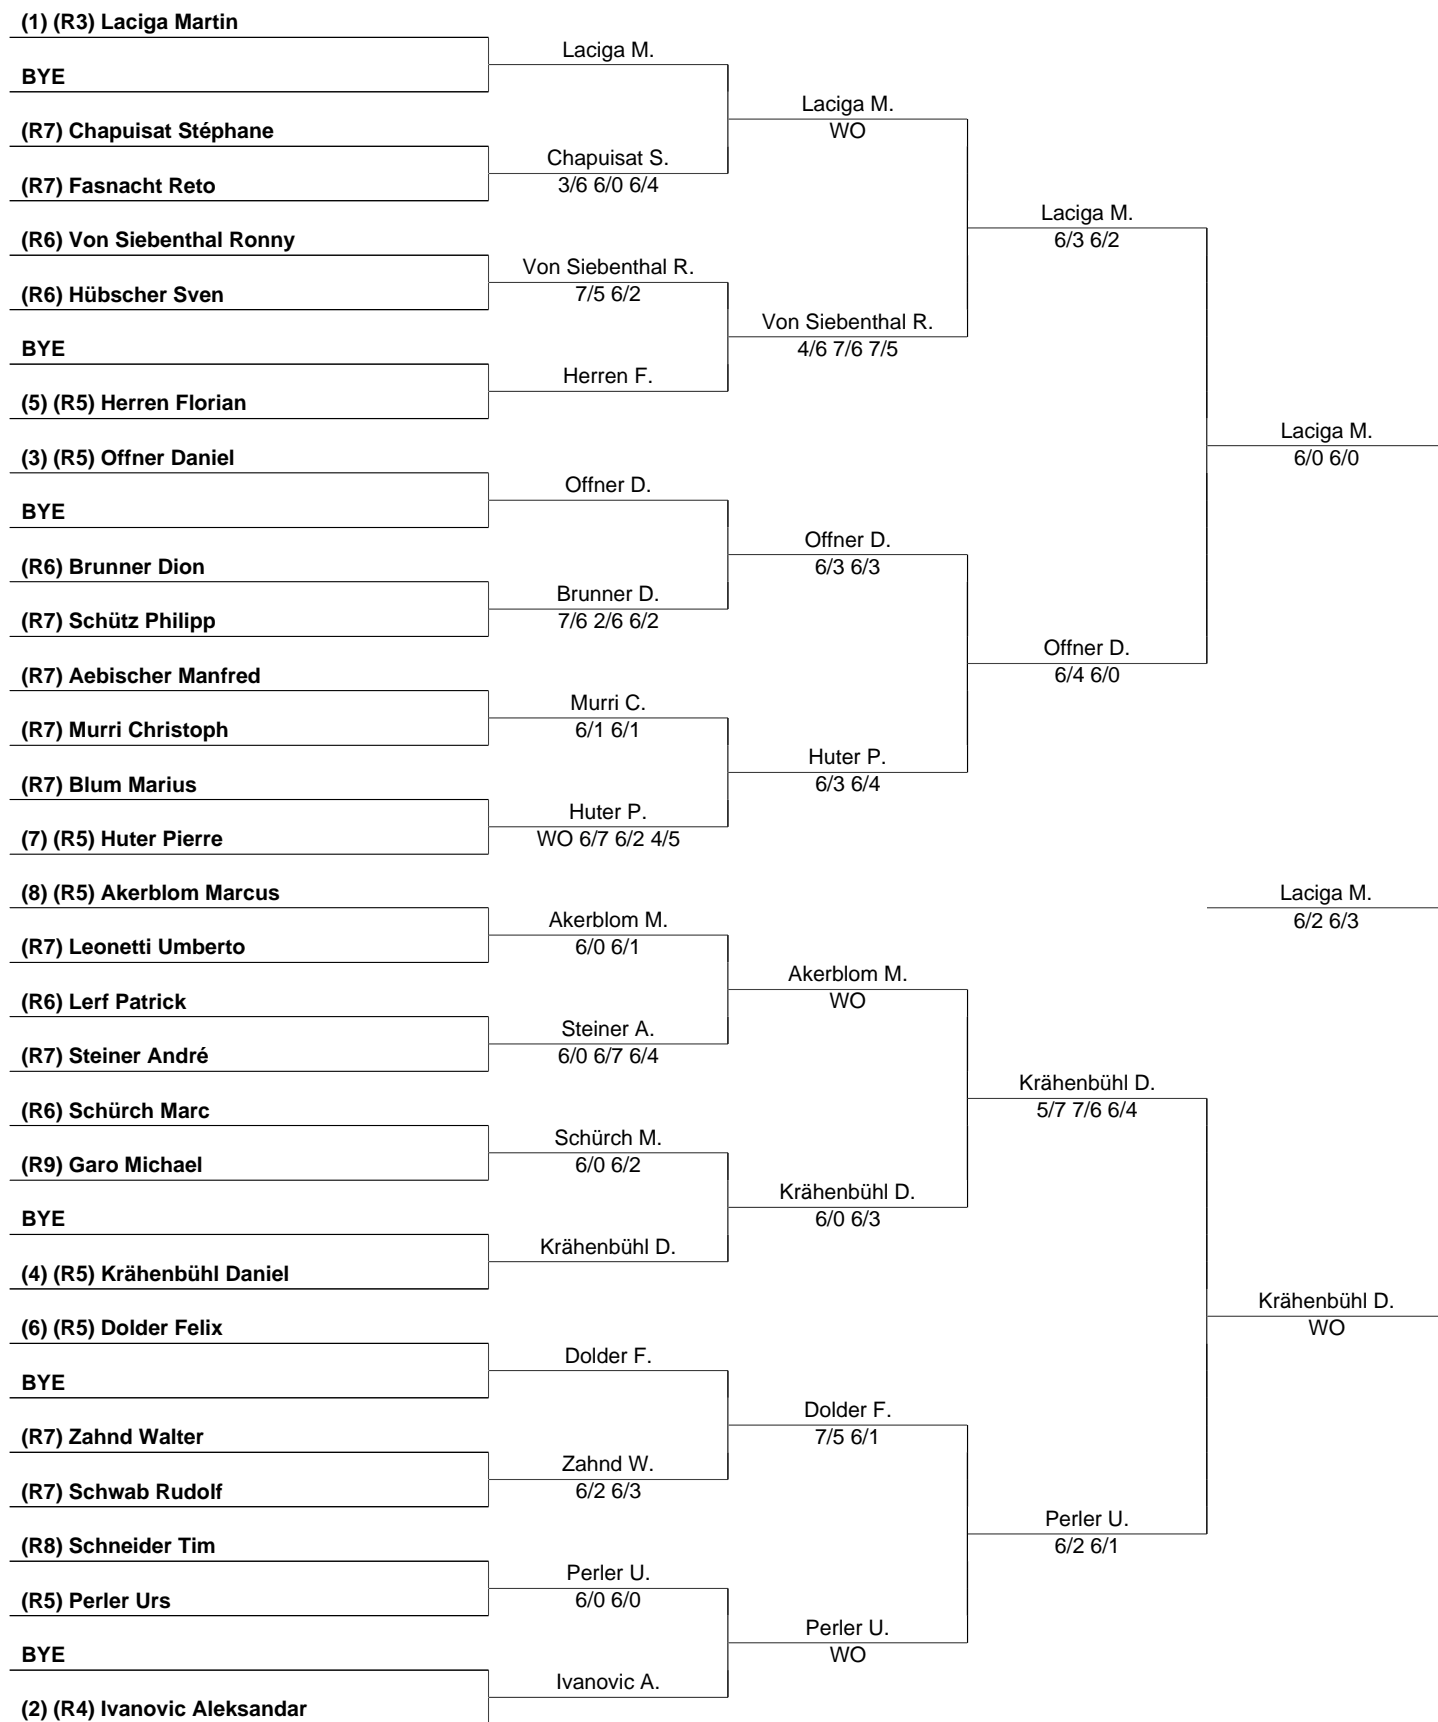 (1) (R3) Laciga Martin
BYE
(R7) Chapuisat Stéphane
(R7) Fasnacht Reto
(R6) Von Siebenthal Ronny
(R6) Hübscher Sven
BYE
(5) (R5) Herren Florian
(3) (R5) Offner Daniel
BYE
(R6) Brunner Dion
(R7) Schütz Philipp
(R7) Aebischer Manfred
(R7) Murri Christoph
(R7) Blum Marius
(7) (R5) Huter Pierre
(8) (R5) Akerblom Marcus
(R7) Leonetti Umberto
(R6) Lerf Patrick
(R7) Steiner André
(R6) Schürch Marc
(R9) Garo Michael
BYE
(4) (R5) Krähenbühl Daniel
(6) (R5) Dolder Felix
BYE
(R7) Zahnd Walter
(R7) Schwab Rudolf
(R8) Schneider Tim
(R5) Perler Urs
BYE
(2) (R4) Ivanovic Aleksandar
Laciga M.
Chapuisat S.
3/6 6/0 6/4
Von Siebenthal R.
7/5 6/2
Herren F.
Offner D.
Brunner D.
7/6 2/6 6/2
Murri C.
6/1 6/1
Huter P.
WO 6/7 6/2 4/5
Akerblom M.
6/0 6/1
Steiner A.
6/0 6/7 6/4
Schürch M.
6/0 6/2
Krähenbühl D.
Dolder F.
Zahnd W.
6/2 6/3
Perler U.
6/0 6/0
Ivanovic A.
Laciga M.
WO
Von Siebenthal R.
4/6 7/6 7/5
Offner D.
6/3 6/3
Huter P.
6/3 6/4
Akerblom M.
WO
Krähenbühl D.
6/0 6/3
Dolder F.
7/5 6/1
Perler U.
WO
Laciga M.
6/3 6/2
Offner D.
6/4 6/0
Krähenbühl D.
5/7 7/6 6/4
Perler U.
6/2 6/1
Laciga M.
6/0 6/0
Laciga M.
6/2 6/3
Krähenbühl D.
WO